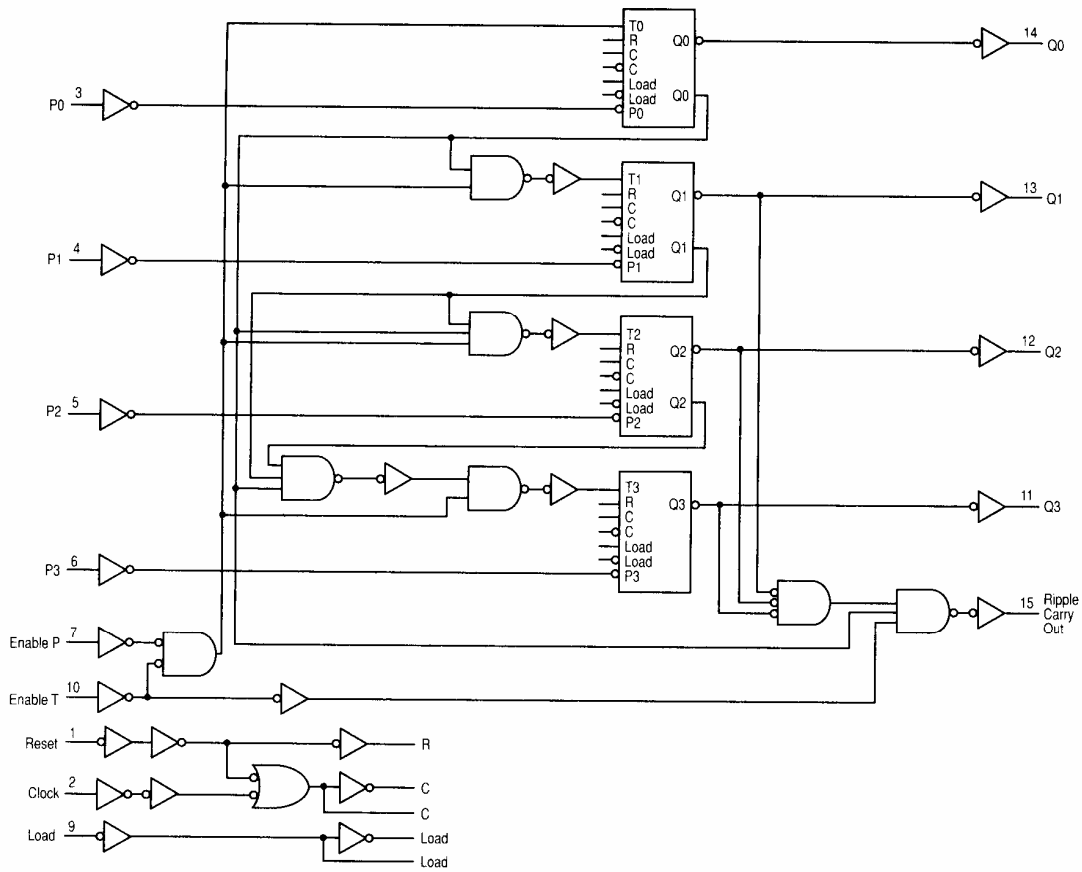 T0
R
C
C
Load
Load
P0
Q0
Q0
14 Q0
P0 3
T1
R
C
C
Load
Load
P1
Q1
Q1
13 Q1
P1 4
T2
R
C
C
Load
Load
P2
Q2
Q2
12 Q2
P2 5
T3
R
C
C
Load
Load
P3
Q3
11 Q3
P3 6
15 Ripple
Carry
Out
Enable P 7
Enable T 10
Reset 1
R
Clock 2
C
C
Load 9
Load
Load